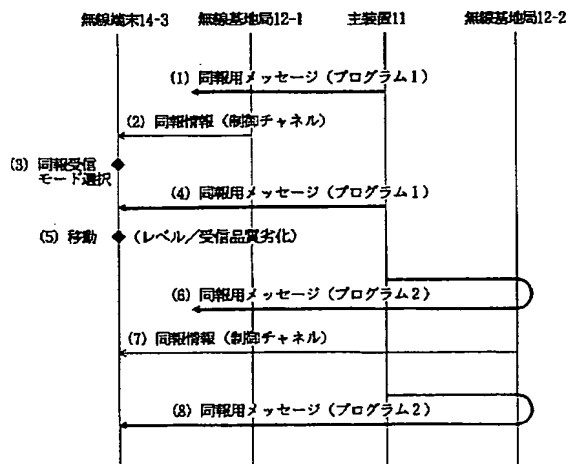 無線端末14-3 無線基地局12-1 主装置11 無線基地局12-2
(1) 同報用メッセージ (プログラム1)
(2) 同報情報 (制御チャネル)
(3) 同報受信
モード選択
(4) 同報用メッセージ (プログラム1)
(5) 移動 (レベル/受信品質劣化)
(6) 同報用メッセージ (プログラム2)
(7) 同報情報 (制御チャネル)
(8) 同報用メッセージ (プログラム2)